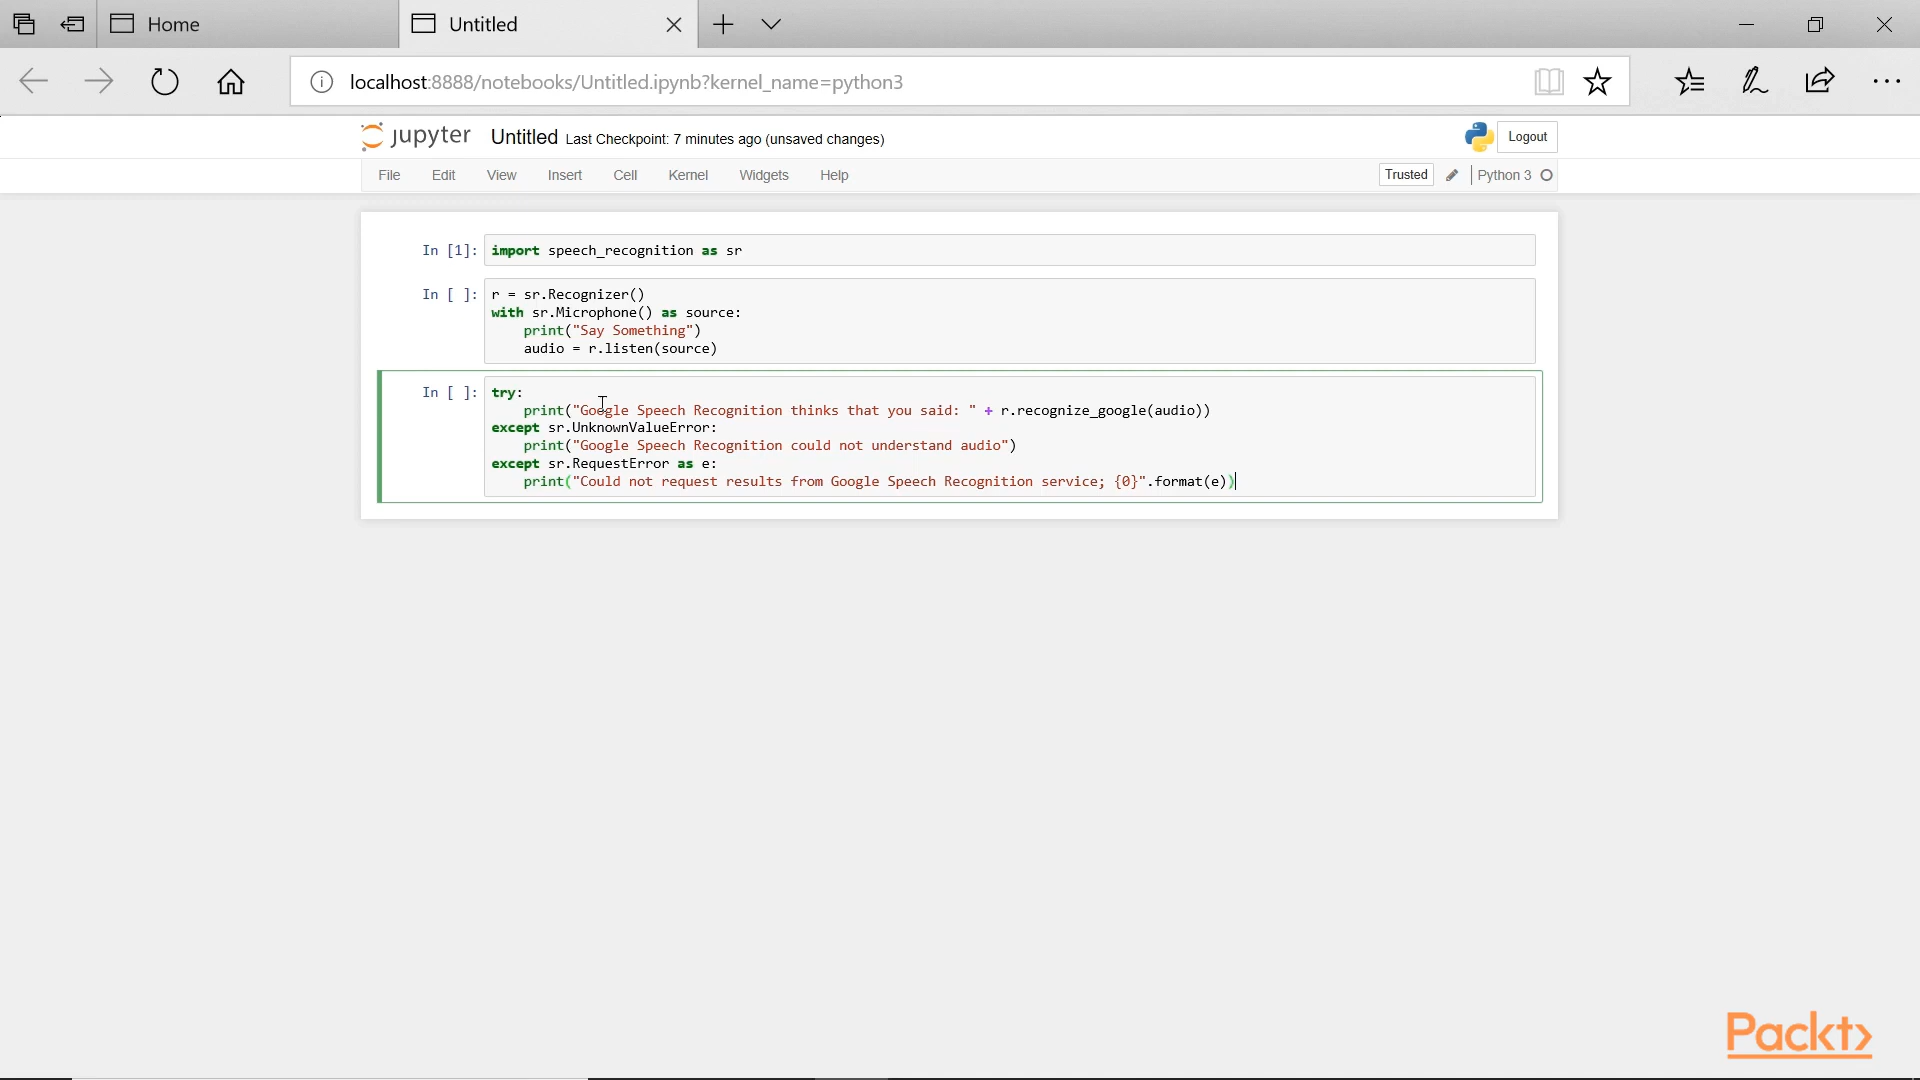 Home
Untitled
localhost:8888/notebooks/Untitled.ipynb?kernel_name=python3
jupyter Untitled Last Checkpoint: 7 minutes ago (unsaved changes)
Logout
File Edit View Insert Cell Kernel Widgets Help
Trusted
Python 3
In [1]: import speech_recognition as sr
In [ ]: r = sr.Recognizer()
with sr.Microphone() as source:
    print("Say Something")
    audio = r.listen(source)
In [ ]: try:
    print("Google Speech Recognition thinks that you said: " + r.recognize_google(audio))
except sr.UnknownValueError:
    print("Google Speech Recognition could not understand audio")
except sr.RequestError as e:
    print("Could not request results from Google Speech Recognition service; {0}".format(e))
Packt>